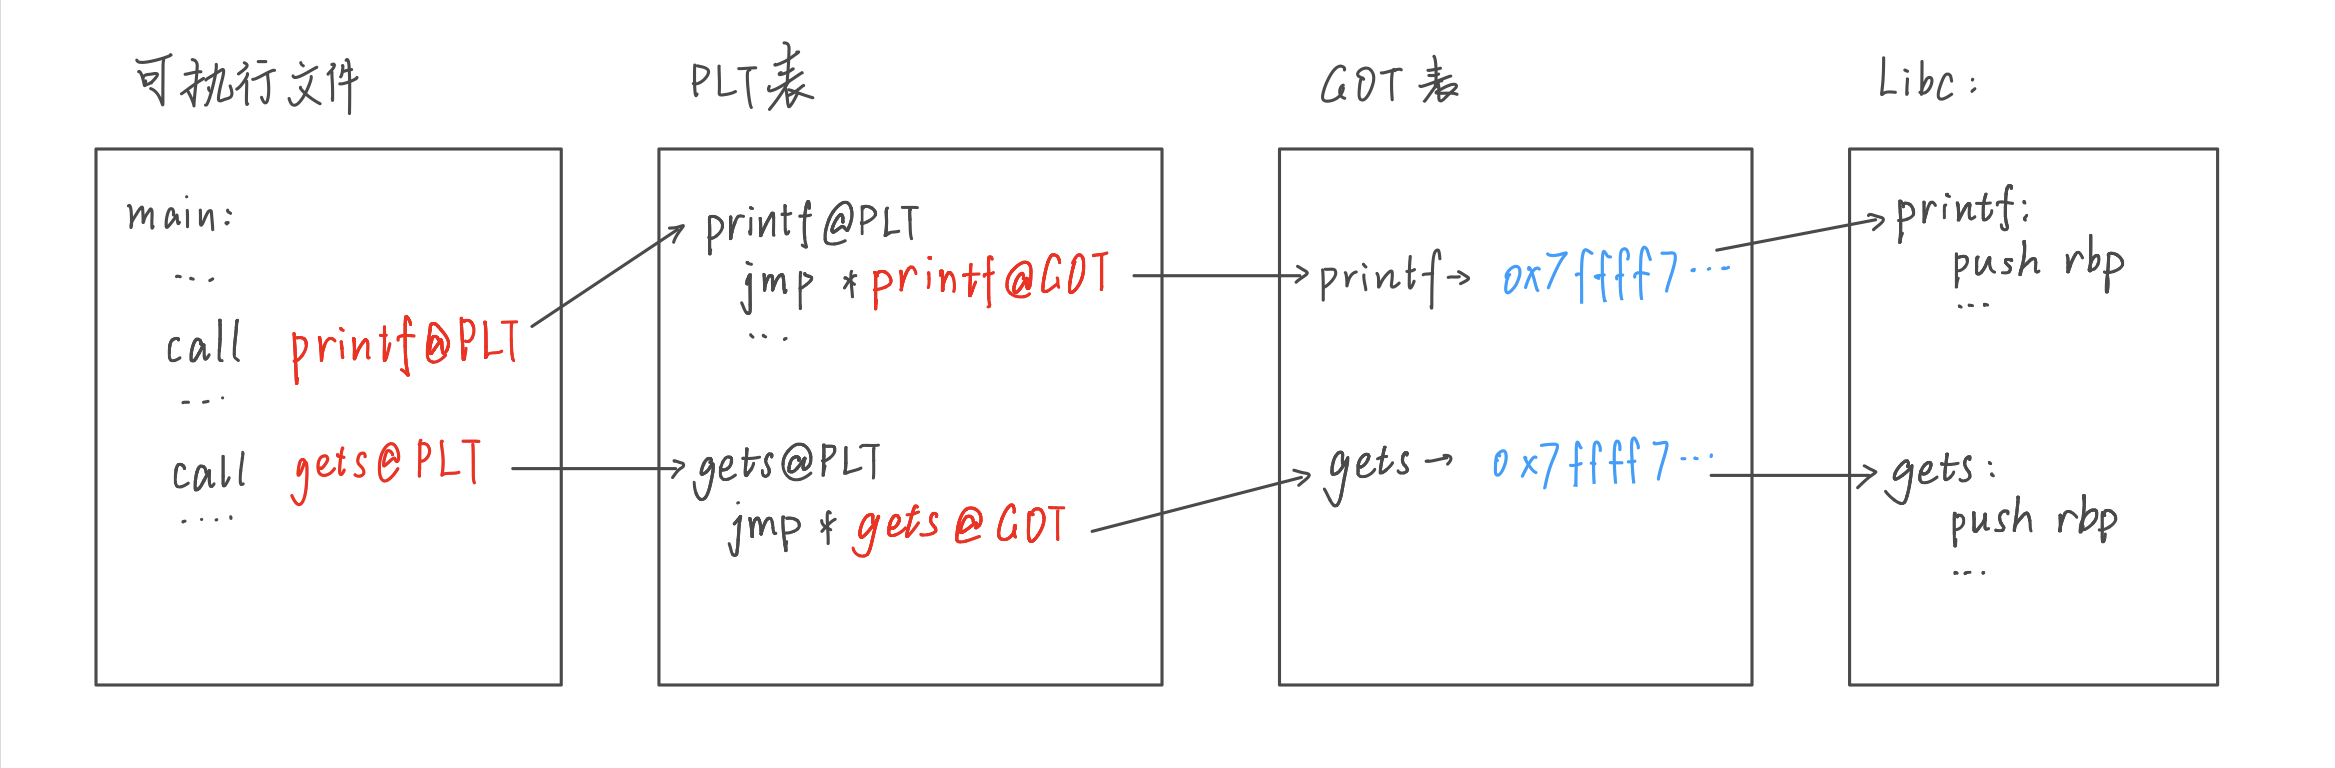 可执行文件
main:
...
call printf@PLT
...
call gets@PLT
....
PLT表
printf@PLT
jmp *printf@GOT
...
gets@PLT
jmp *gets@GOT
GOT表
printf→ 0x7ffff7...
gets→ 0x7ffff7...
Libc:
printf:
push rbp
...
gets:
push rbp
...